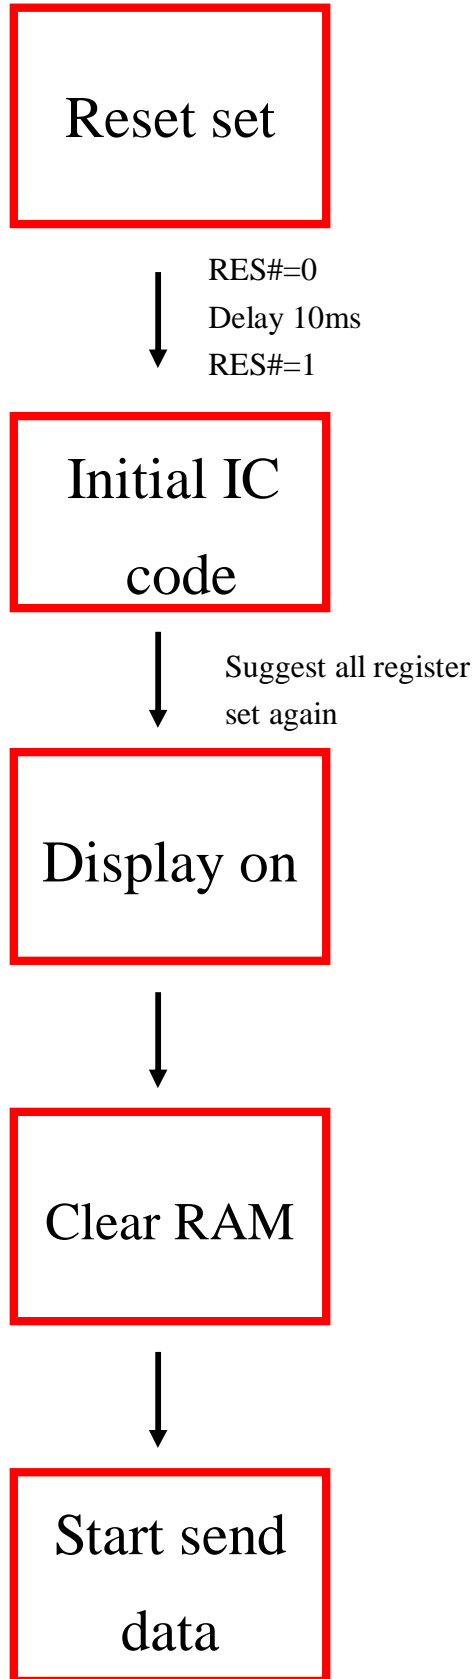 Reset set
RES#=0
Delay 10ms
RES#=1
Initial IC
code
Suggest all register
set again
Display on
Clear RAM
Start send
data